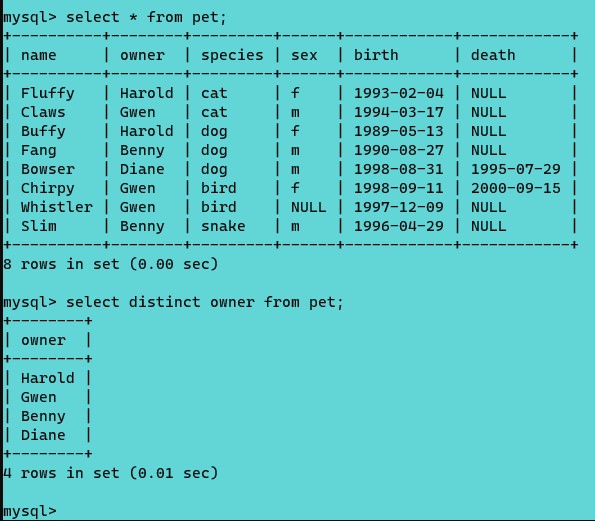 mysql> select * from pet;
+----------+--------+---------+------+------------+------------+
| name     | owner  | species | sex  | birth      | death      |
+----------+--------+---------+------+------------+------------+
| Fluffy   | Harold | cat     | f    | 1993-02-04 | NULL       |
| Claws    | Gwen   | cat     | m    | 1994-03-17 | NULL       |
| Buffy    | Harold | dog     | f    | 1989-05-13 | NULL       |
| Fang     | Benny  | dog     | m    | 1990-08-27 | NULL       |
| Bowser   | Diane  | dog     | m    | 1998-08-31 | 1995-07-29 |
| Chirpy   | Gwen   | bird    | f    | 1998-09-11 | 2000-09-15 |
| Whistler | Gwen   | bird    | NULL | 1997-12-09 | NULL       |
| Slim     | Benny  | snake   | m    | 1996-04-29 | NULL       |
+----------+--------+---------+------+------------+------------+
8 rows in set (0.00 sec)

mysql> select distinct owner from pet;
+--------+
| owner  |
+--------+
| Harold |
| Gwen   |
| Benny  |
| Diane  |
+--------+
4 rows in set (0.01 sec)

mysql>